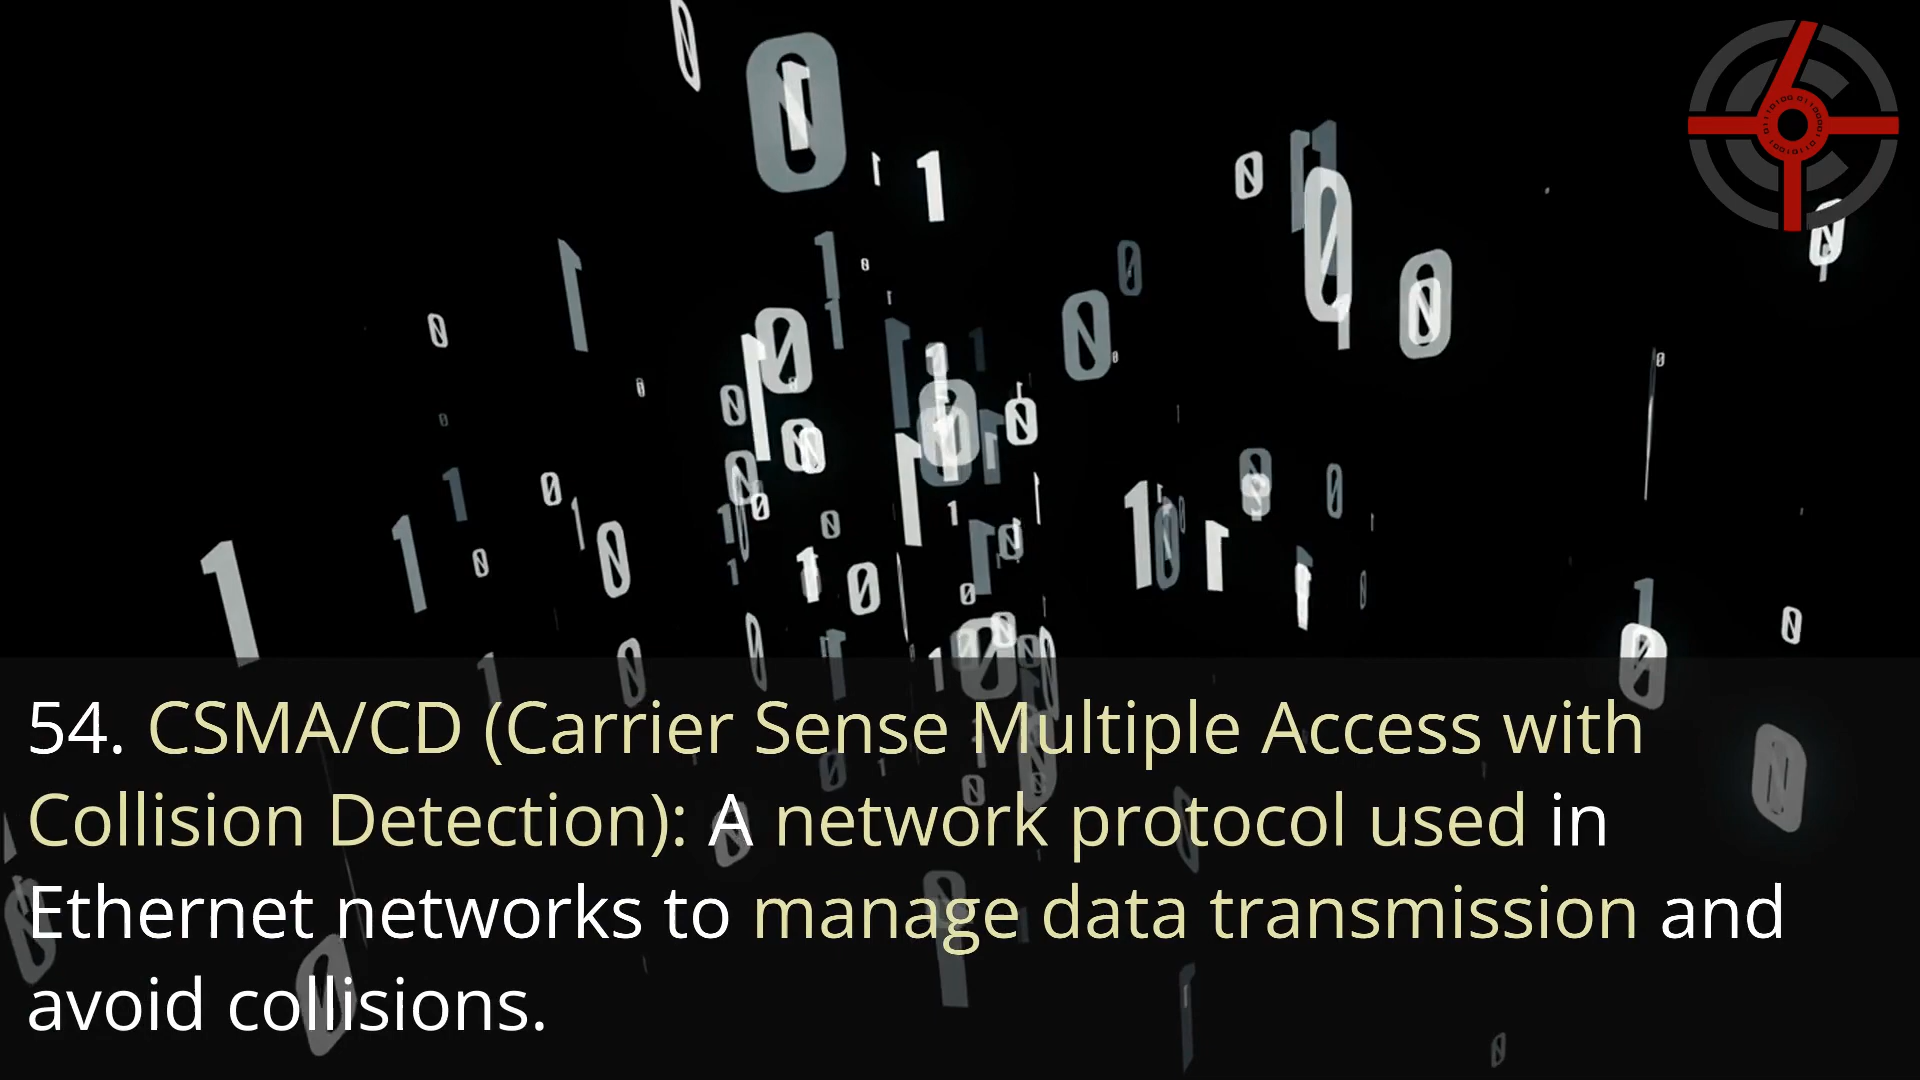 54. CSMA/CD (Carrier Sense Multiple Access with
Collision Detection): A network protocol used in
Ethernet networks to manage data transmission and
avoid collisions.